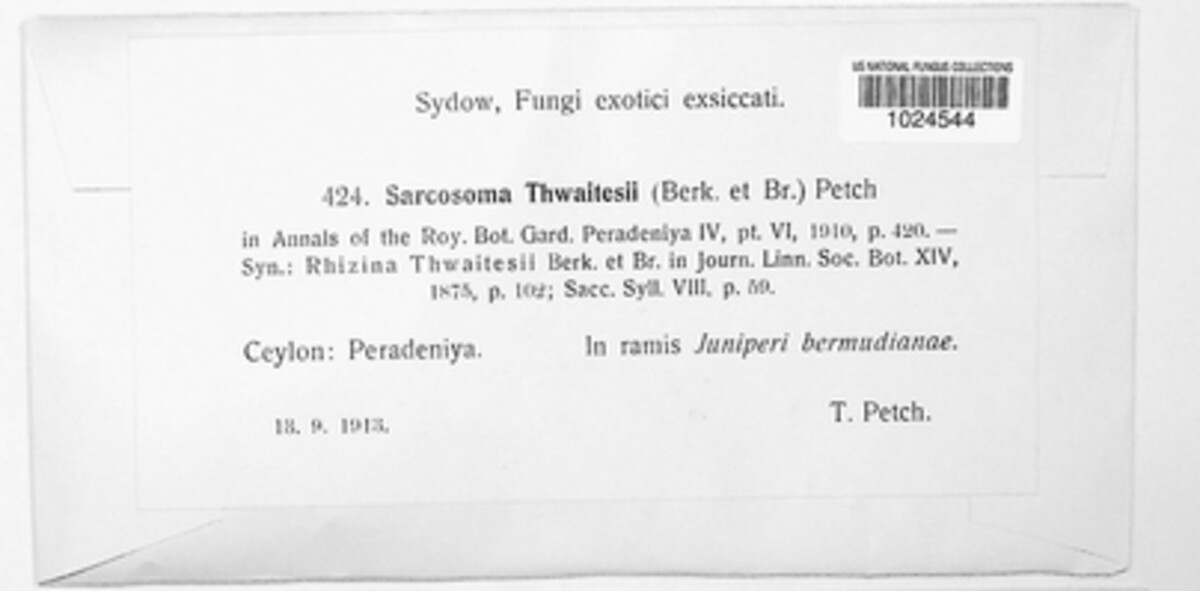 US NATIONAL FUNGUS COLLECTIONS
1024544
Sydow, Fungi exotici exsiccati.
424. Sarcosoma Thwaitesii (Berk. et Br.) Petch
in Annals of the Roy. Bot. Gard. Peradeniya IV, pt. VI, 1910, p. 420. —
Syn.: Rhizina Thwaitesii Berk. et Br. in Journ. Linn. Soc. Bot. XIV,
1875, p. 102; Sacc. Syll. VIII, p. 59.
Ceylon: Peradeniya. In ramis Juniperi bermudianae.
18. 9. 1913. T. Petch.